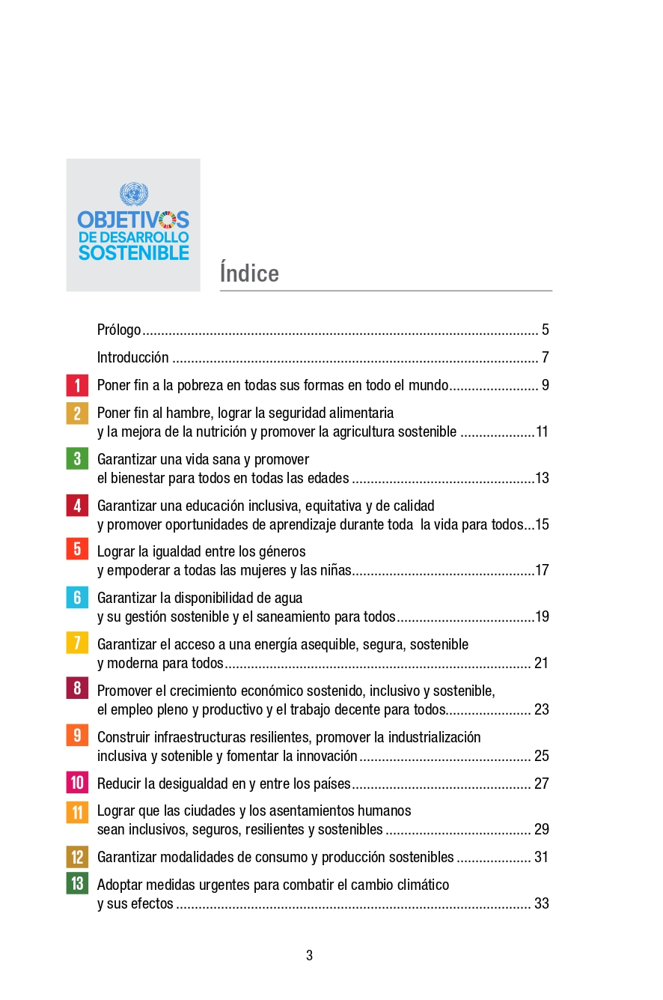 OBJETIVOS
DE DESARROLLO
SOSTENIBLE
Índice
Prólogo.......................................................................................................... 5
Introducción .................................................................................................. 7
1 Poner fin a la pobreza en todas sus formas en todo el mundo........................ 9
2 Poner fin al hambre, lograr la seguridad alimentaria
y la mejora de la nutrición y promover la agricultura sostenible ....................11
3 Garantizar una vida sana y promover
el bienestar para todos en todas las edades .................................................13
4 Garantizar una educación inclusiva, equitativa y de calidad
y promover oportunidades de aprendizaje durante toda  la vida para todos...15
5 Lograr la igualdad entre los géneros
y empoderar a todas las mujeres y las niñas.................................................17
6 Garantizar la disponibilidad de agua
y su gestión sostenible y el saneamiento para todos.....................................19
7 Garantizar el acceso a una energía asequible, segura, sostenible
y moderna para todos.................................................................................. 21
8 Promover el crecimiento económico sostenido, inclusivo y sostenible,
el empleo pleno y productivo y el trabajo decente para todos....................... 23
9 Construir infraestructuras resilientes, promover la industrialización
inclusiva y sotenible y fomentar la innovación.............................................. 25
10 Reducir la desigualdad en y entre los países................................................ 27
11 Lograr que las ciudades y los asentamientos humanos
sean inclusivos, seguros, resilientes y sostenibles ....................................... 29
12 Garantizar modalidades de consumo y producción sostenibles .................... 31
13 Adoptar medidas urgentes para combatir el cambio climático
y sus efectos ............................................................................................... 33
3